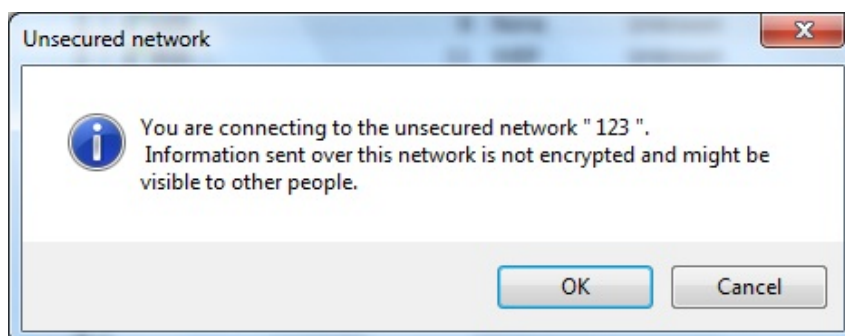 Unsecured network
You are connecting to the unsecured network " 123 ".
Information sent over this network is not encrypted and might be
visible to other people.
OK
Cancel